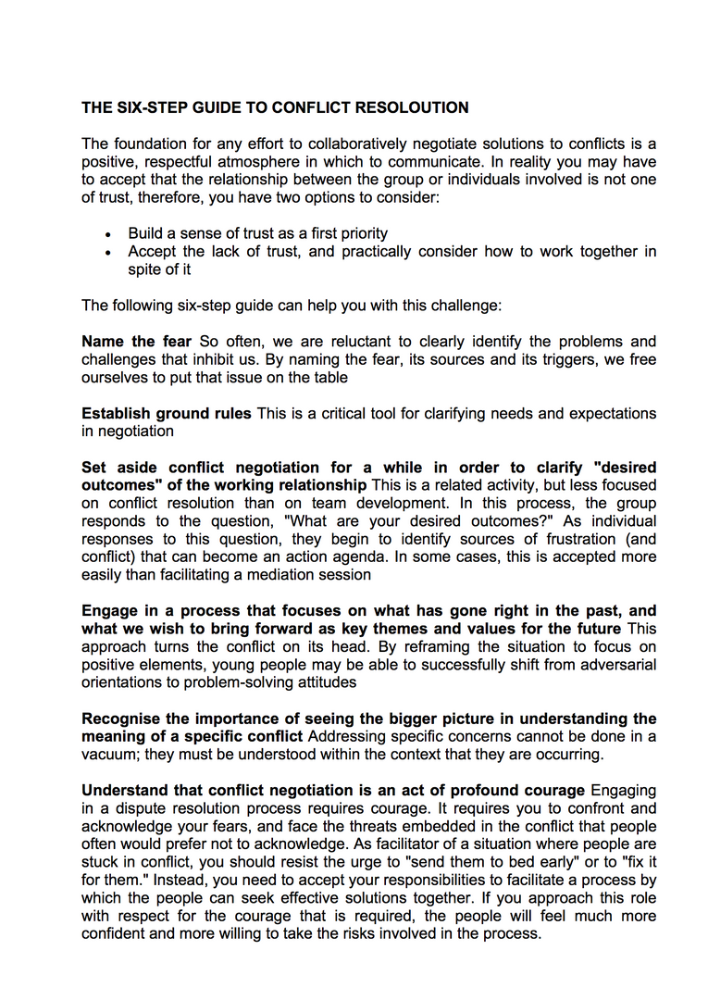 THE SIX-STEP GUIDE TO CONFLICT RESOLOUTION
The foundation for any effort to collaboratively negotiate solutions to conflicts is a
positive, respectful atmosphere in which to communicate. In reality you may have
to accept that the relationship between the group or individuals involved is not one
of trust, therefore, you have two options to consider:
• Build a sense of trust as a first priority
• Accept the lack of trust, and practically consider how to work together in
spite of it
The following six-step guide can help you with this challenge:
Name the fear So often, we are reluctant to clearly identify the problems and
challenges that inhibit us. By naming the fear, its sources and its triggers, we free
ourselves to put that issue on the table
Establish ground rules This is a critical tool for clarifying needs and expectations
in negotiation
Set aside conflict negotiation for a while in order to clarify "desired
outcomes" of the working relationship This is a related activity, but less focused
on conflict resolution than on team development. In this process, the group
responds to the question, "What are your desired outcomes?" As individual
responses to this question, they begin to identify sources of frustration (and
conflict) that can become an action agenda. In some cases, this is accepted more
easily than facilitating a mediation session
Engage in a process that focuses on what has gone right in the past, and
what we wish to bring forward as key themes and values for the future This
approach turns the conflict on its head. By reframing the situation to focus on
positive elements, young people may be able to successfully shift from adversarial
orientations to problem-solving attitudes
Recognise the importance of seeing the bigger picture in understanding the
meaning of a specific conflict Addressing specific concerns cannot be done in a
vacuum; they must be understood within the context that they are occurring.
Understand that conflict negotiation is an act of profound courage Engaging
in a dispute resolution process requires courage. It requires you to confront and
acknowledge your fears, and face the threats embedded in the conflict that people
often would prefer not to acknowledge. As facilitator of a situation where people are
stuck in conflict, you should resist the urge to "send them to bed early" or to "fix it
for them." Instead, you need to accept your responsibilities to facilitate a process by
which the people can seek effective solutions together. If you approach this role
with respect for the courage that is required, the people will feel much more
confident and more willing to take the risks involved in the process.